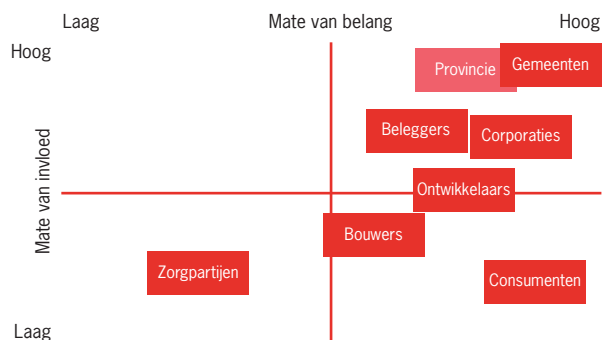 Laag
Mate van belang
Hoog
Hoog
Provincie
Gemeenten
Beleggers
Corporaties
Mate van invloed
Ontwikkelaars
Bouwers
Zorgpartijen
Consumenten
Laag